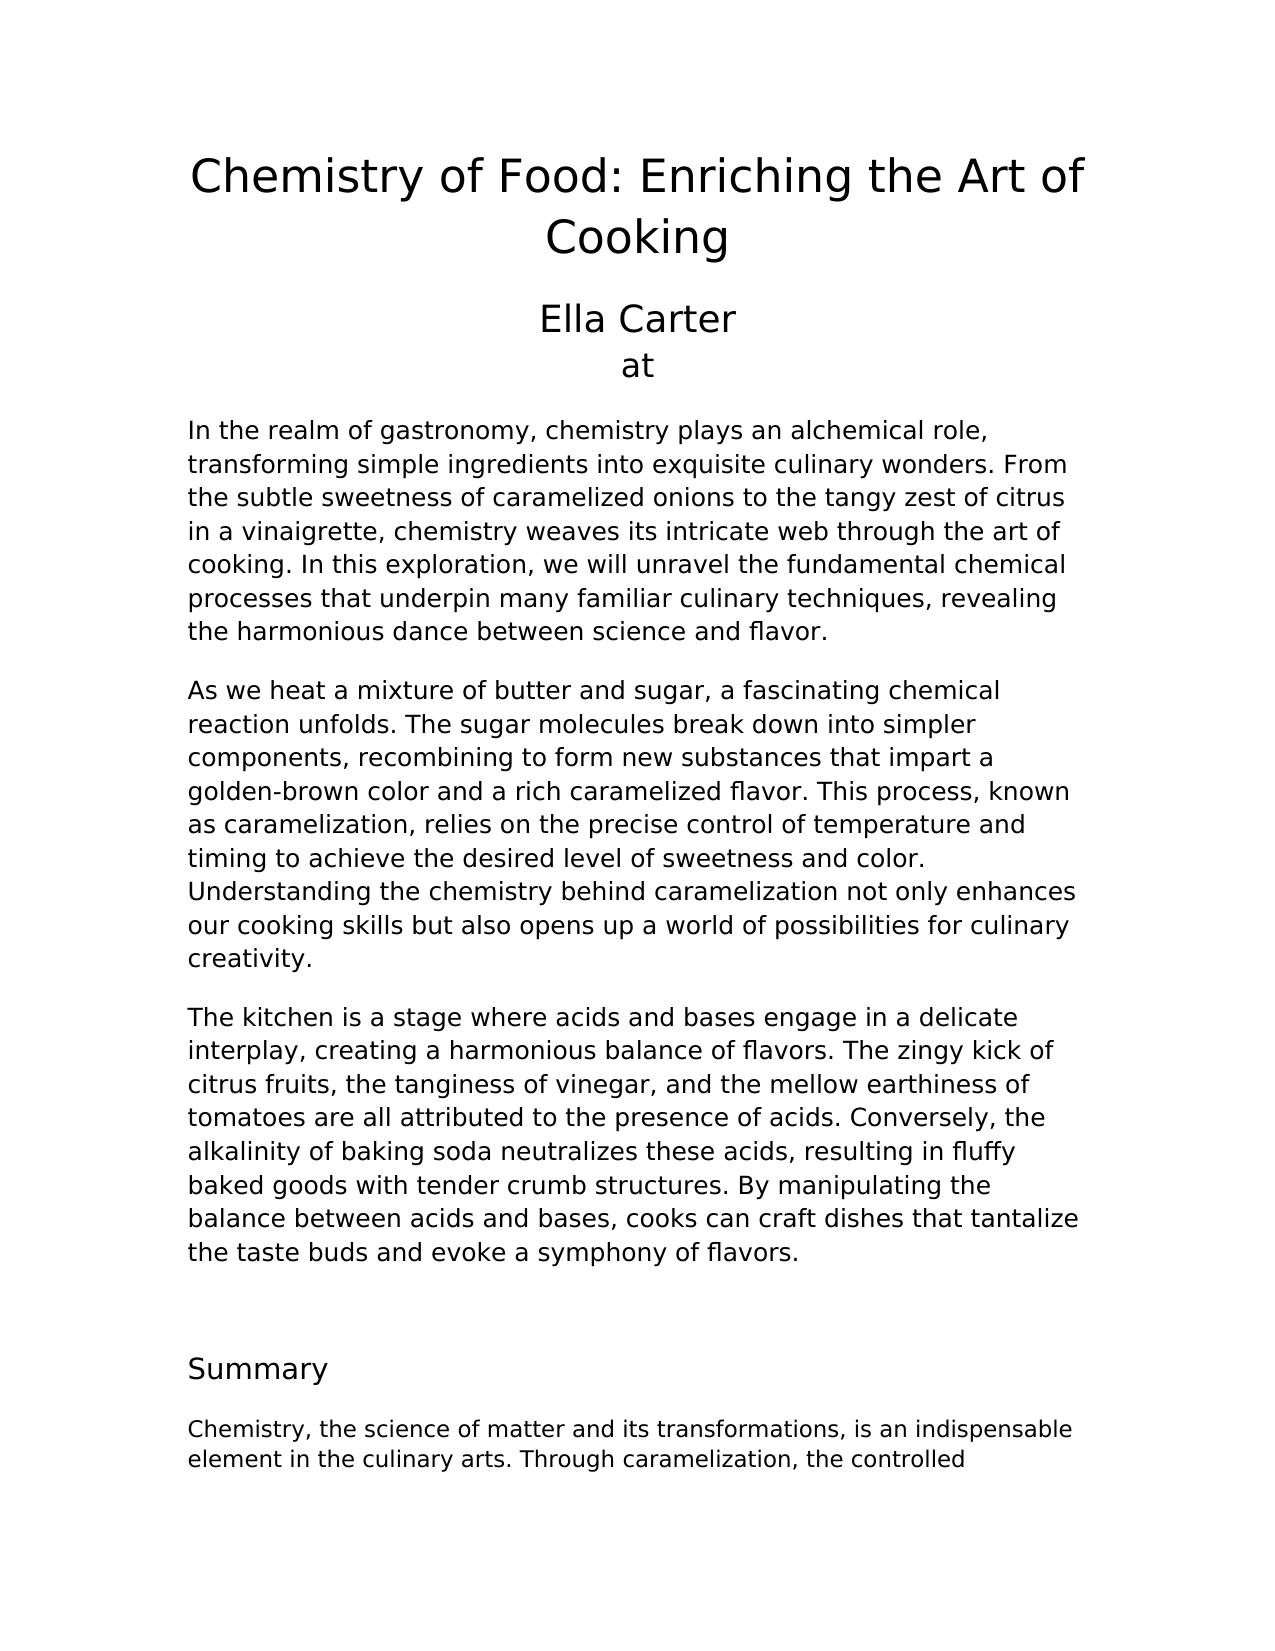 Chemistry of Food: Enriching the Art of
Cooking
Ella Carter
at
In the realm of gastronomy, chemistry plays an alchemical role,
transforming simple ingredients into exquisite culinary wonders. From
the subtle sweetness of caramelized onions to the tangy zest of citrus
in a vinaigrette, chemistry weaves its intricate web through the art of
cooking. In this exploration, we will unravel the fundamental chemical
processes that underpin many familiar culinary techniques, revealing
the harmonious dance between science and flavor.
As we heat a mixture of butter and sugar, a fascinating chemical
reaction unfolds. The sugar molecules break down into simpler
components, recombining to form new substances that impart a
golden-brown color and a rich caramelized flavor. This process, known
as caramelization, relies on the precise control of temperature and
timing to achieve the desired level of sweetness and color.
Understanding the chemistry behind caramelization not only enhances
our cooking skills but also opens up a world of possibilities for culinary
creativity.
The kitchen is a stage where acids and bases engage in a delicate
interplay, creating a harmonious balance of flavors. The zingy kick of
citrus fruits, the tanginess of vinegar, and the mellow earthiness of
tomatoes are all attributed to the presence of acids. Conversely, the
alkalinity of baking soda neutralizes these acids, resulting in fluffy
baked goods with tender crumb structures. By manipulating the
balance between acids and bases, cooks can craft dishes that tantalize
the taste buds and evoke a symphony of flavors.
Summary
Chemistry, the science of matter and its transformations, is an indispensable
element in the culinary arts. Through caramelization, the controlled